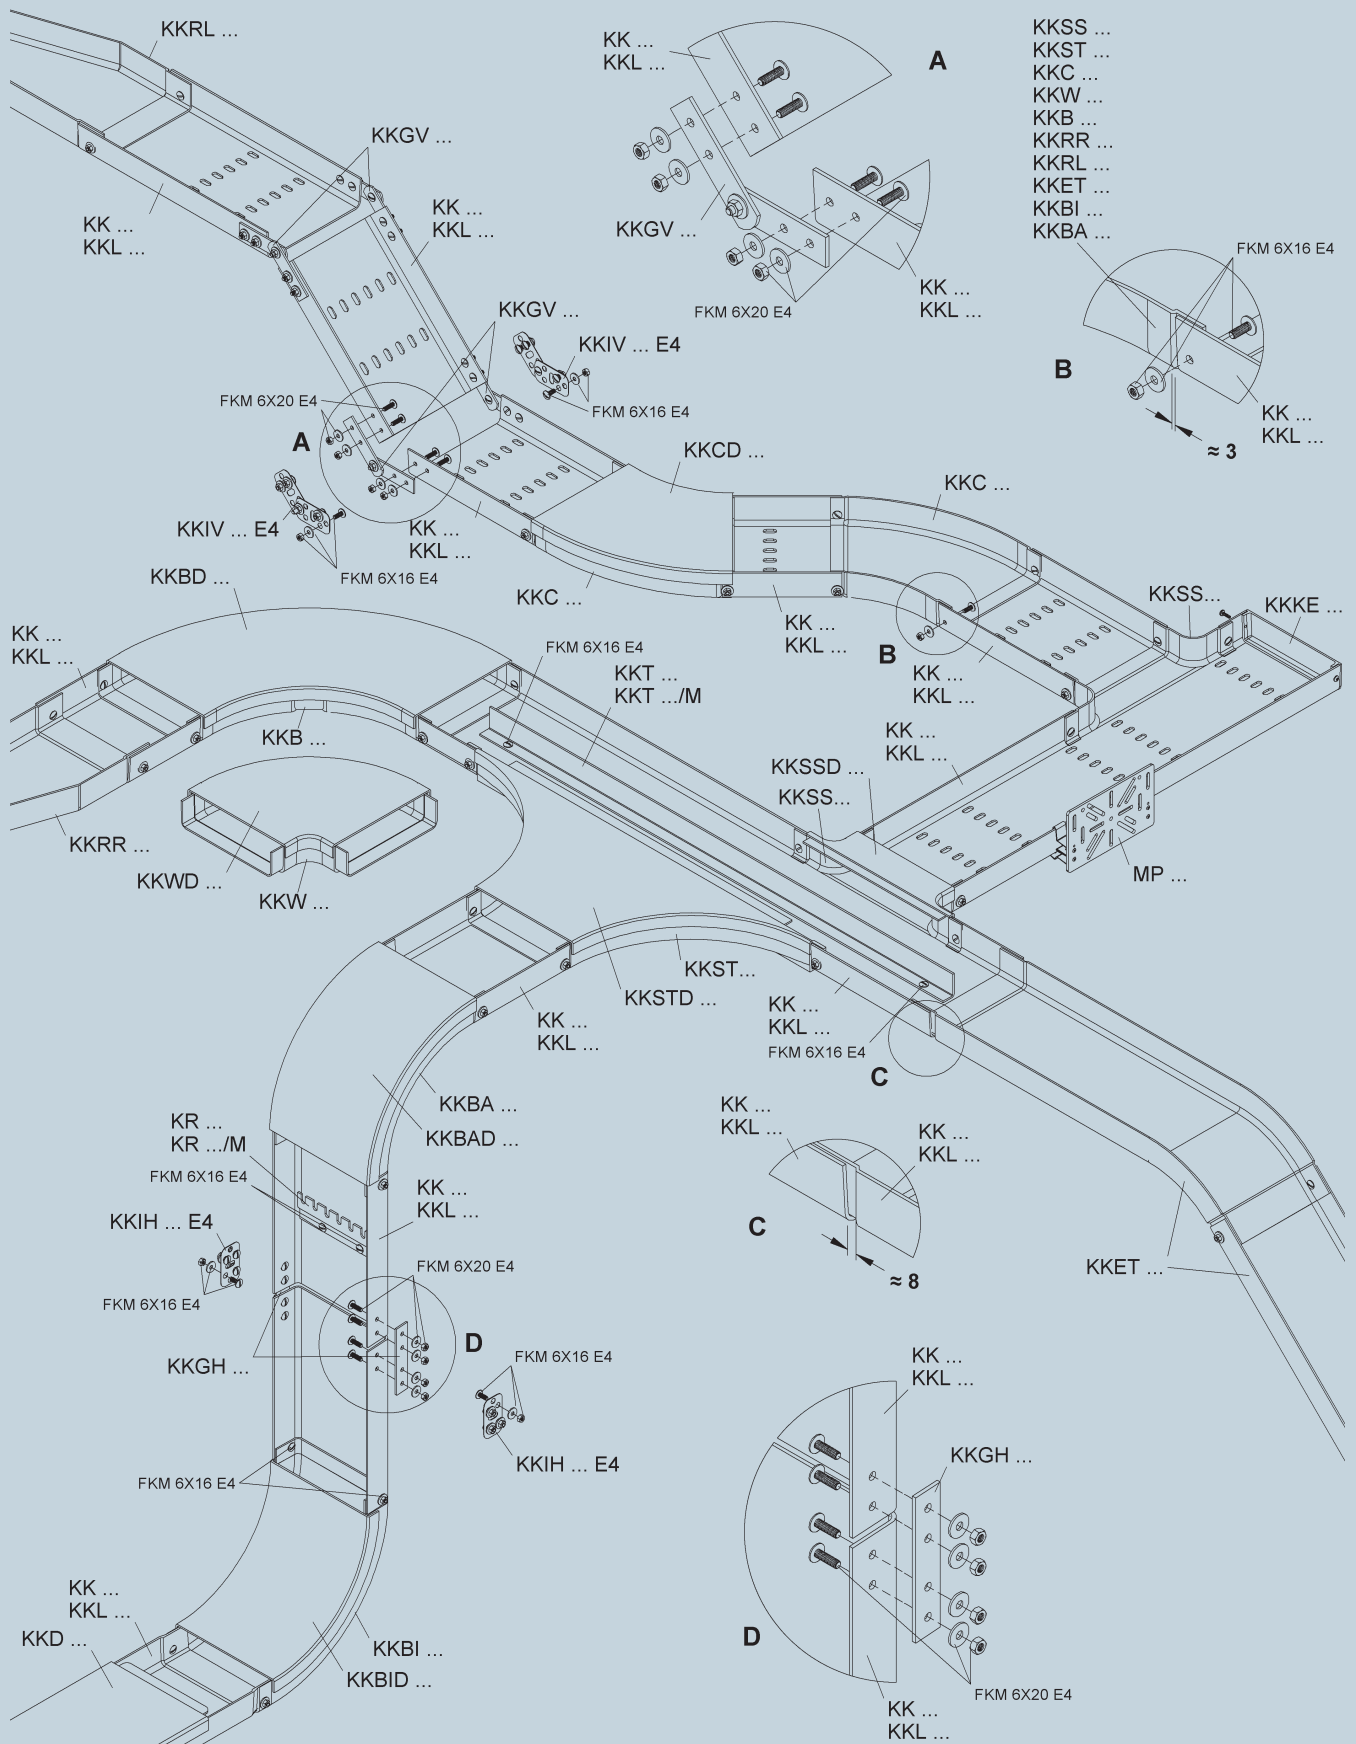 KKRL ...
KK ...
KKL ...
A
KKSS ...
KKST ...
KKC ...
KKW ...
KKB ...
KKRR ...
KKRL ...
KKET ...
KKBI ...
KKBA ...
KKGV ...
KK ...
KKL ...
KK ...
KKL ...
KKGV ...
FKM 6X20 E4
KK ...
KKL ...
FKM 6X16 E4
B
KK ...
KKL ...
≈ 3
KKGV ...
KKIV ... E4
FKM 6X16 E4
FKM 6X20 E4
A
KKCD ...
KKC ...
KKIV ... E4
KK ...
KKL ...
FKM 6X16 E4
KKBD ...
KKC ...
KKSS...
KKKE ...
KK ...
KKL ...
KK ...
KKL ...
B
KK ...
KKL ...
FKM 6X16 E4
KKT ...
KKT .../M
KKB ...
KK ...
KKL ...
KKSSD ...
KKSS...
KKRR ...
KKWD ...
KKW ...
MP ...
KKST...
KKSTD ...
KK ...
KKL ...
KK ...
KKL ...
FKM 6X16 E4
C
KKBA ...
KKBAD ...
KK ...
KKL ...
KK ...
KKL ...
C
≈ 8
KR ...
KR .../M
FKM 6X16 E4
KK ...
KKL ...
KKIH ... E4
FKM 6X16 E4
FKM 6X20 E4
KKET ...
D
KKGH ...
FKM 6X16 E4
KKIH ... E4
FKM 6X16 E4
KK ...
KKL ...
KKGH ...
D
FKM 6X20 E4
KK ...
KKL ...
KK ...
KKL ...
KKD ...
KKBI ...
KKBID ...